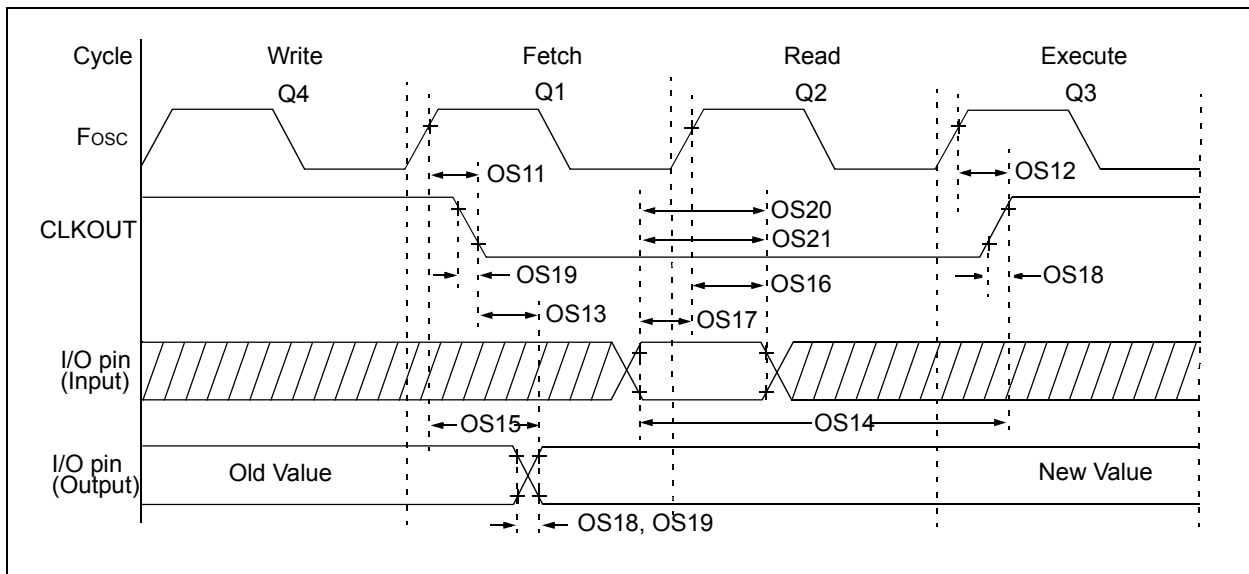 Cycle Write Fetch Read Execute
Q4 Q1 Q2 Q3
FOSC
OS11 OS12
CLKOUT OS20
OS21
OS19 OS16 OS18
OS13 OS17
I/O pin
(Input)
OS15 OS14
I/O pin
(Output) Old Value New Value
OS18, OS19